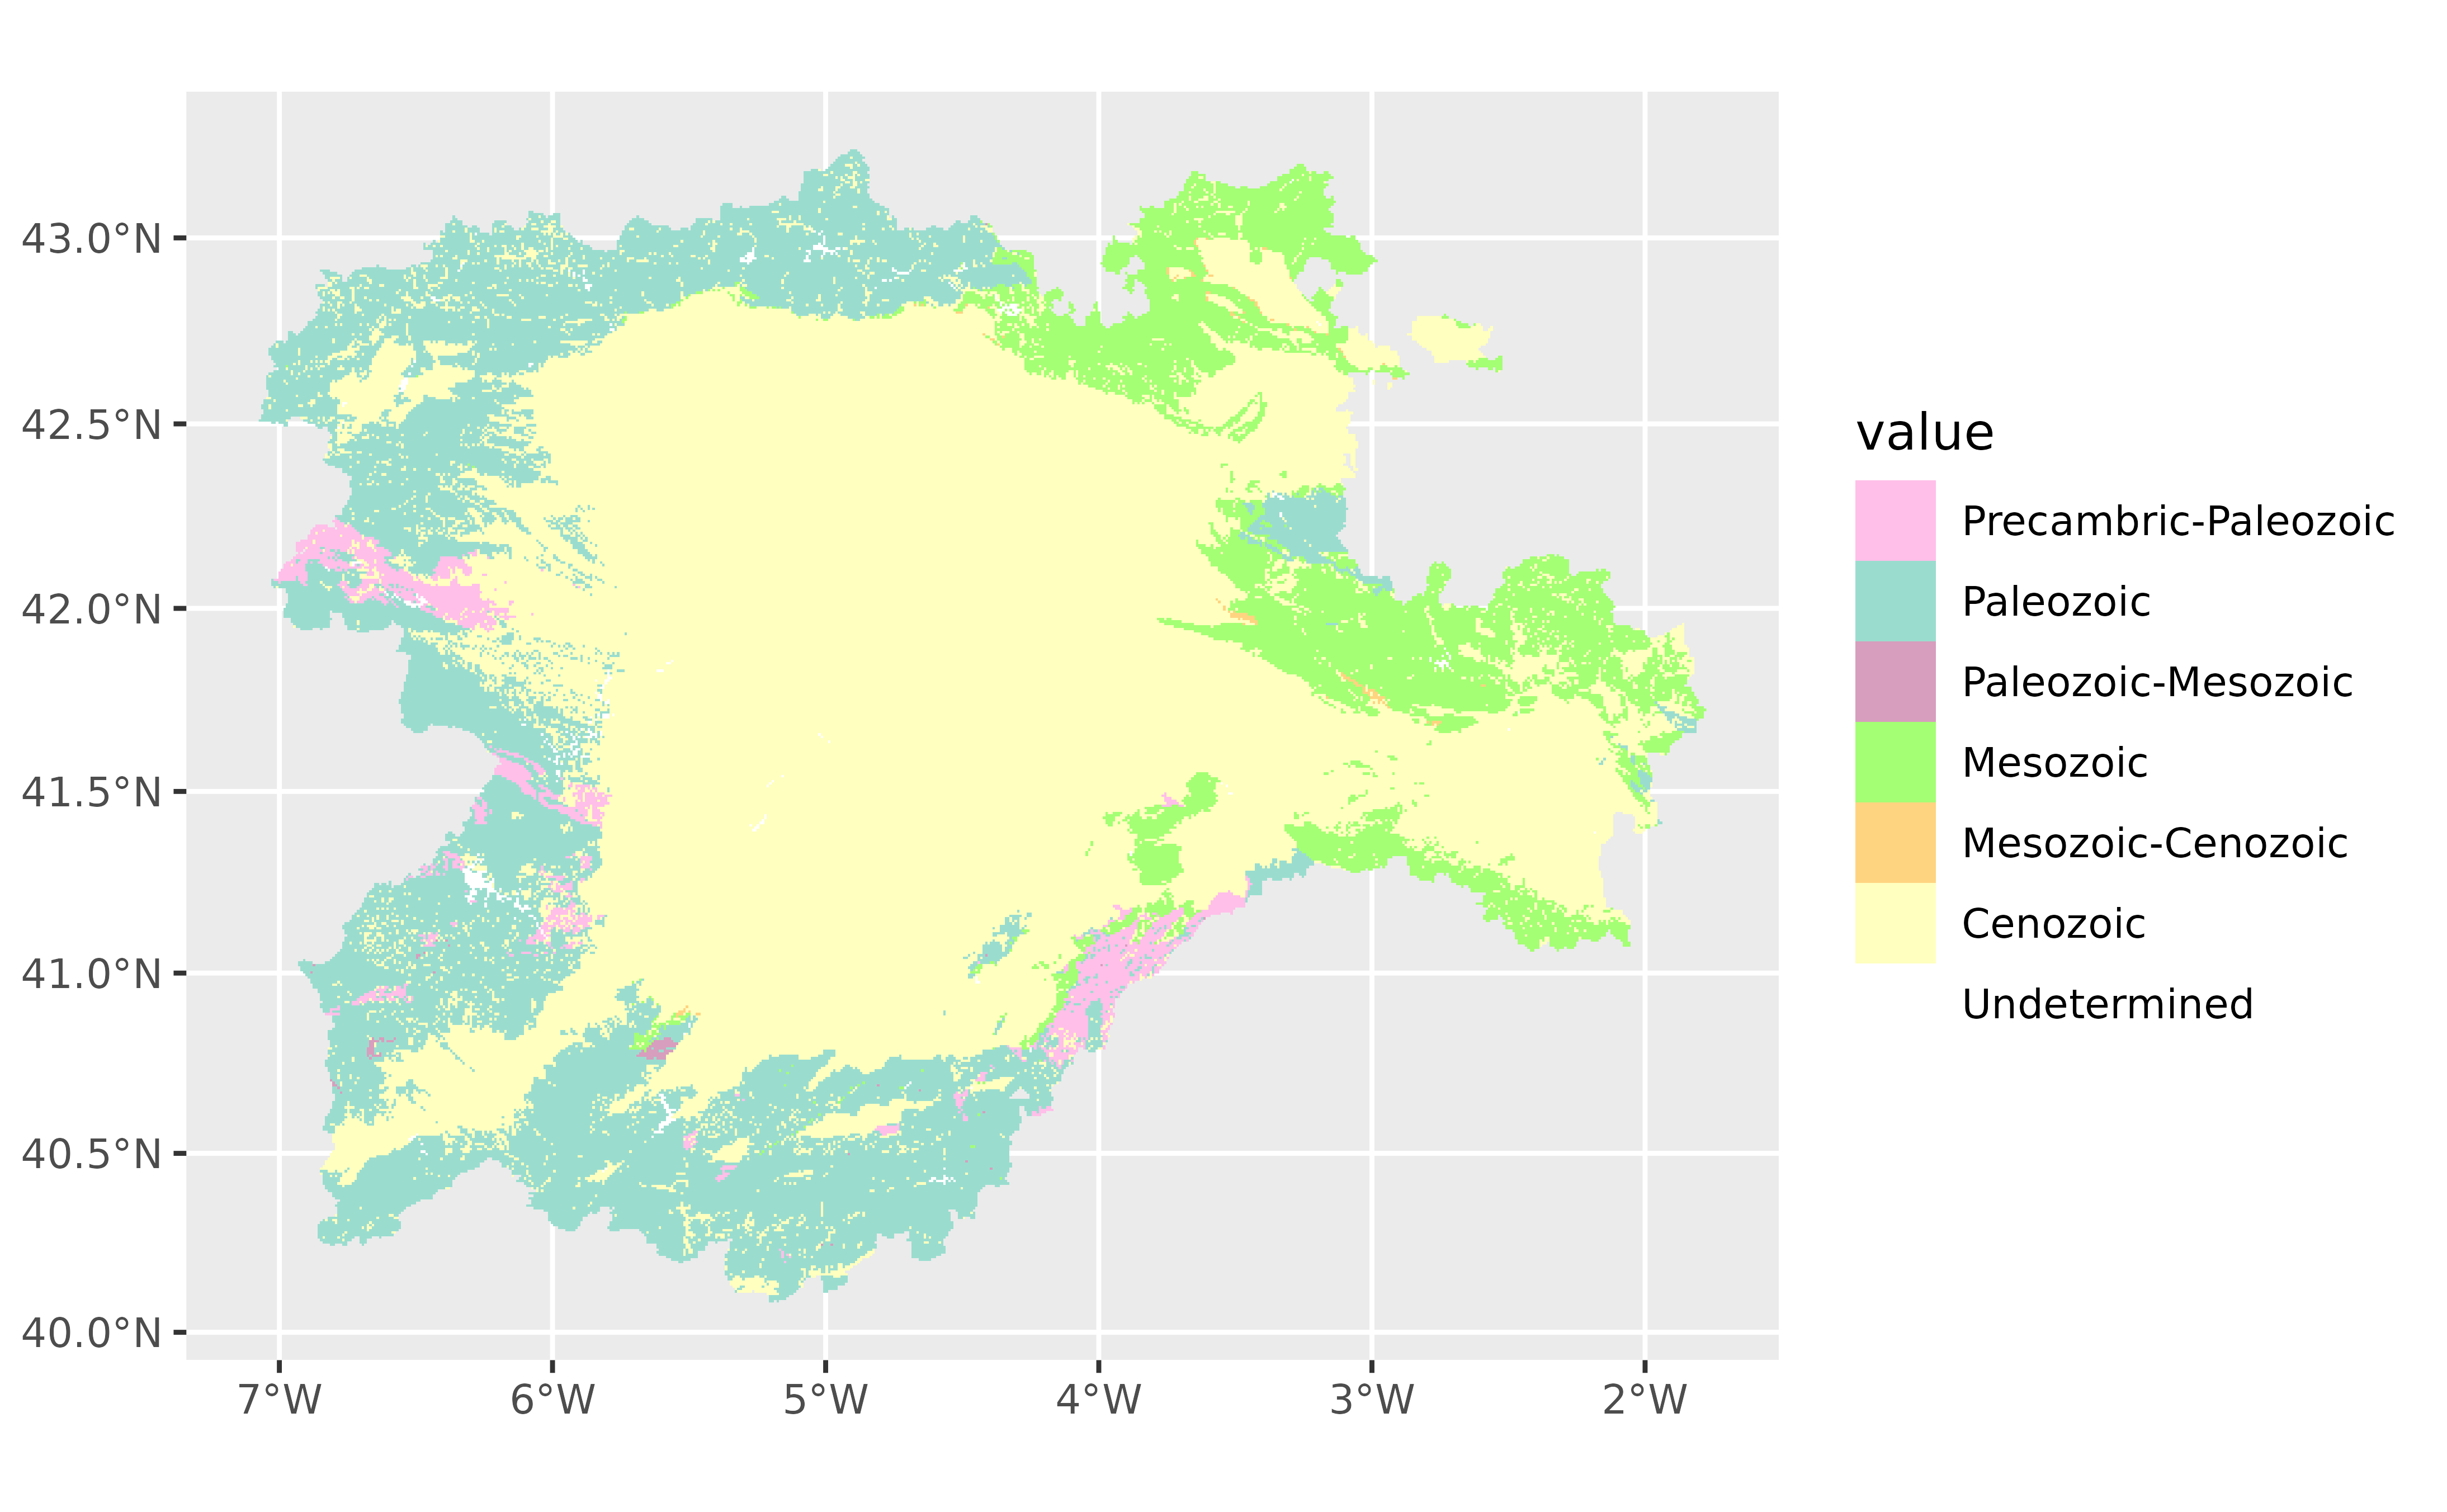 43.0°N
42.5°N
42.0°N
41.5°N
41.0°N
40.5°N
40.0°N
7°W 6°W 5°W 4°W 3°W 2°W
value
Precambric-Paleozoic
Paleozoic
Paleozoic-Mesozoic
Mesozoic
Mesozoic-Cenozoic
Cenozoic
Undetermined